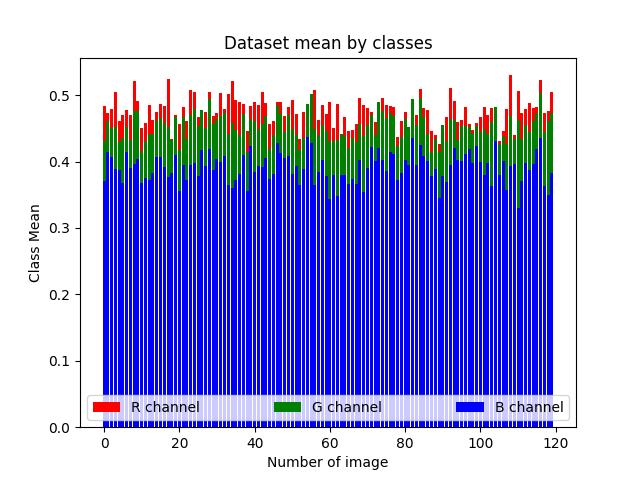 Dataset mean by classes
Class Mean
0.5
0.4
0.3
0.2
0.1
0.0
R channel G channel B channel
0 20 40 60 80 100 120
Number of image